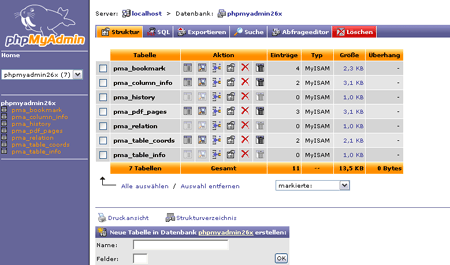 phpMyAdmin
Home
phpmyadmin26x (7)
phpmyadmin26x
pma_bookmark
pma_column_info
pma_history
pma_pdf_pages
pma_relation
pma_table_coords
pma_table_info
Server: localhost > Datenbank: phpmyadmin26x
Struktur SQL Exportieren Suche Abfrageeditor Löschen
Tabelle Aktion Einträge Typ Größe Überhang
pma_bookmark 4 MyISAM 2,3 KB -
pma_column_info 2 MyISAM 3,1 KB -
pma_history 0 MyISAM 1,0 KB -
pma_pdf_pages 3 MyISAM 3,1 KB -
pma_relation 0 MyISAM 1,0 KB -
pma_table_coords 2 MyISAM 3,1 KB -
pma_table_info 0 MyISAM 1,0 KB -
7 Tabellen Gesamt 11 -- 13,5 KB 0 Bytes
Alle auswählen / Auswahl entfernen markierte:
Druckansicht Strukturverzeichnis
Neue Tabelle in Datenbank phpmyadmin26x erstellen:
Name:
Felder: OK